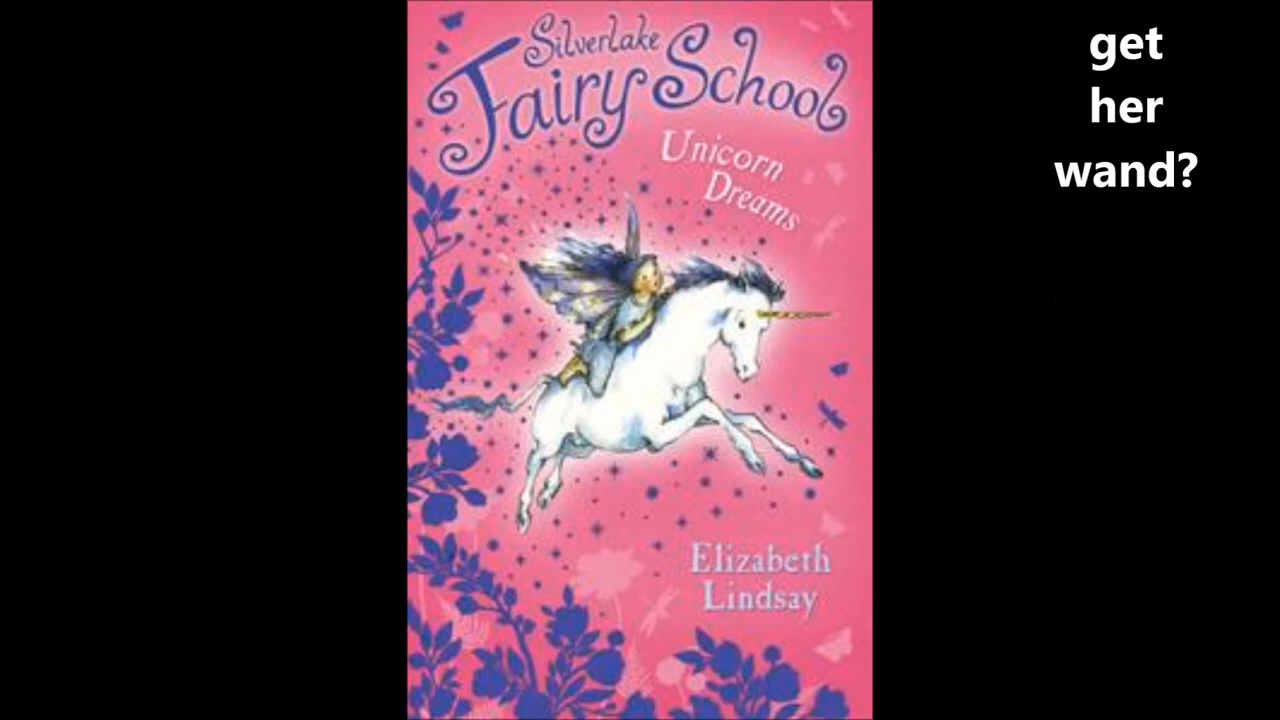 Silverlake
Fairy School
Unicorn
Dreams
Elizabeth
Lindsay
get
her
wand?